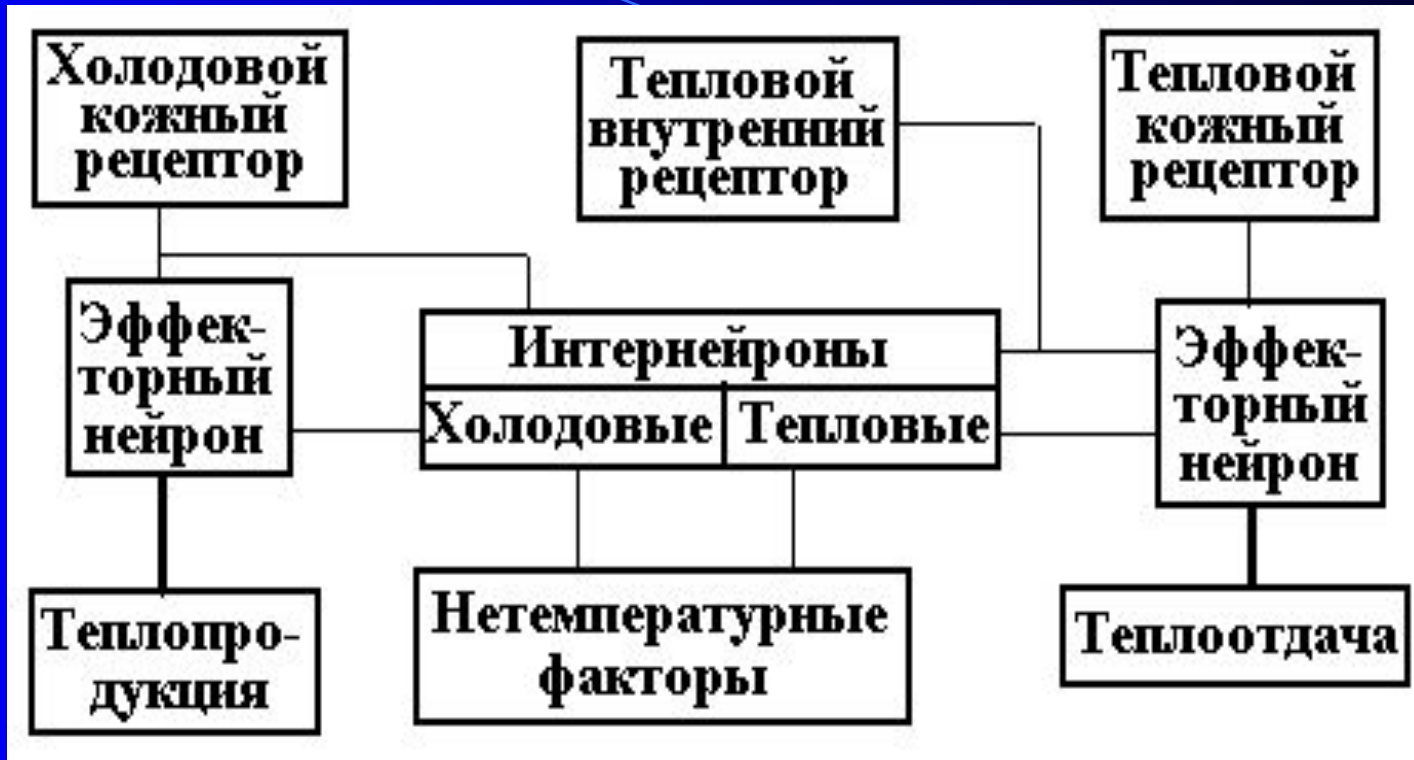 Холодовой
кожный
рецептор
Тепловой
внутренний
рецептор
Тепловой
кожный
рецептор
Эффек-
торный
нейрон
Интернейроны
Холодовые
Тепловые
Эффек-
торный
нейрон
Теплопро-
дукция
Нетемпературные
факторы
Теплоотдача